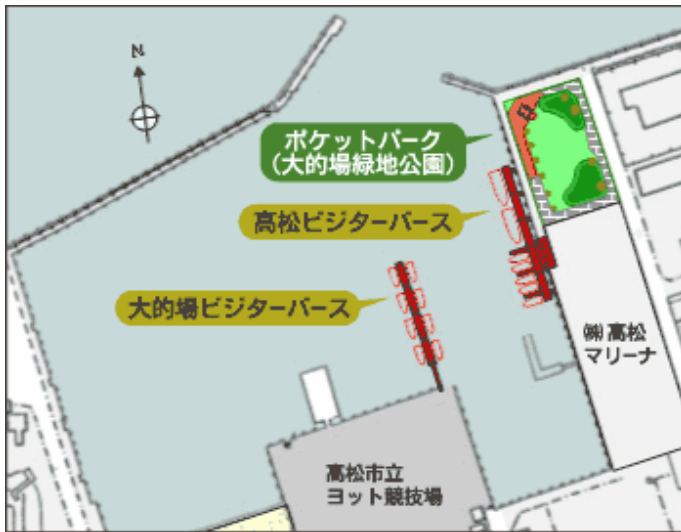 N
ポケットパーク
(大的場緑地公園)
高松ビジターバース
大的場ビジターバース
㈱高松
マリーナ
高松市立
ヨット競技場